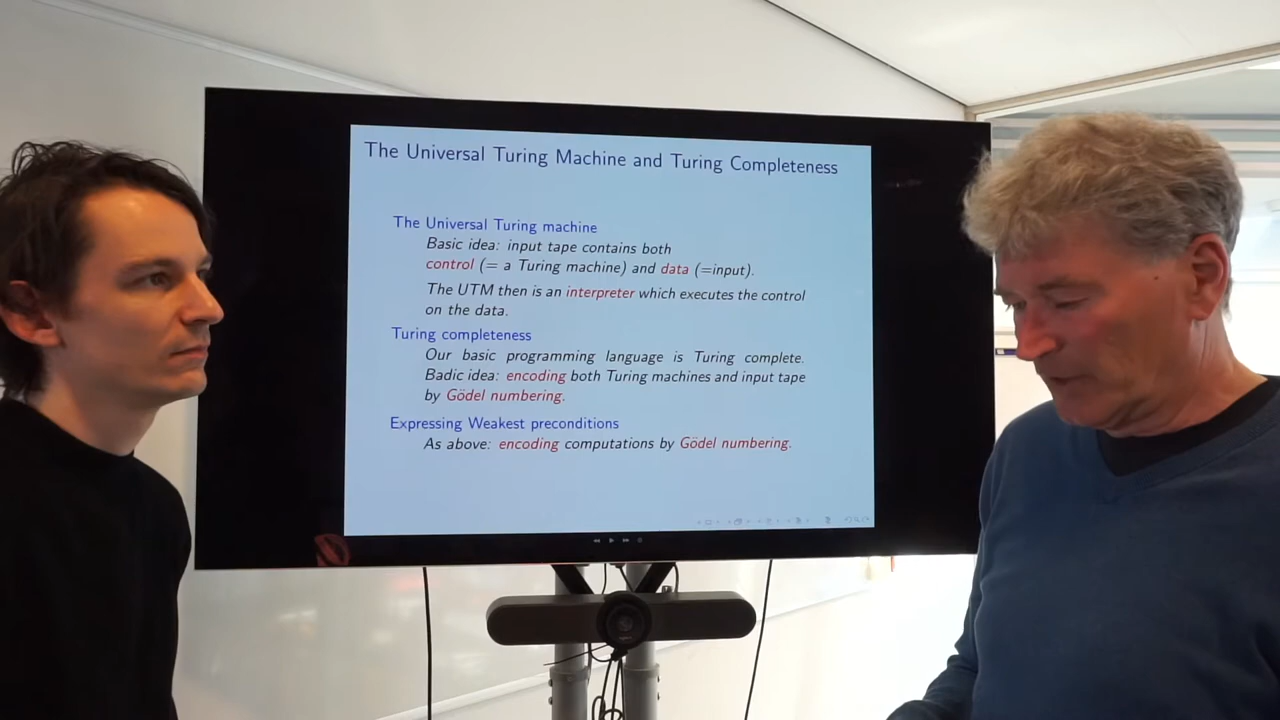 The Universal Turing Machine and Turing Completeness
The Universal Turing machine
Basic idea: input tape contains both
control (= a Turing machine) and data (=input).
The UTM then is an interpreter which executes the control
on the data.
Turing completeness
Our basic programming language is Turing complete.
Badic idea: encoding both Turing machines and input tape
by Gödel numbering.
Expressing Weakest preconditions
As above: encoding computations by Gödel numbering.